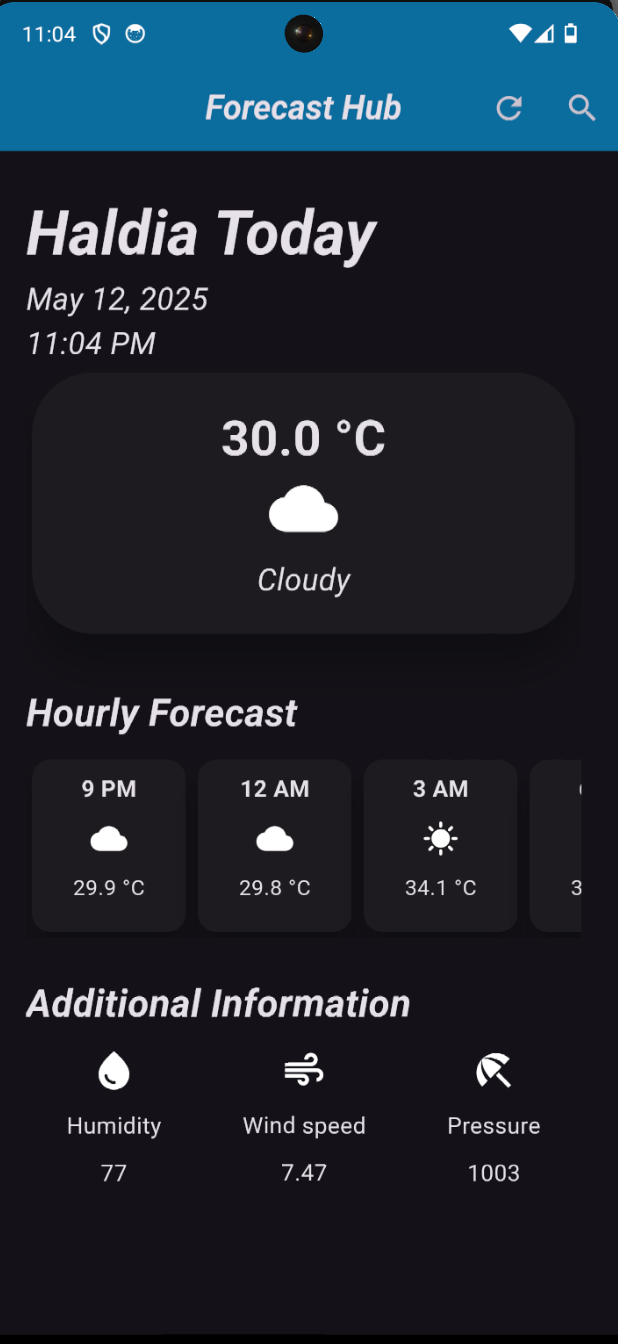 11:04
Forecast Hub
Haldia Today
May 12, 2025
11:04 PM
30.0 °C
Cloudy
Hourly Forecast
9 PM 12 AM 3 AM
29.9 °C 29.8 °C 34.1 °C 3
Additional Information
Humidity Wind speed Pressure
77 7.47 1003